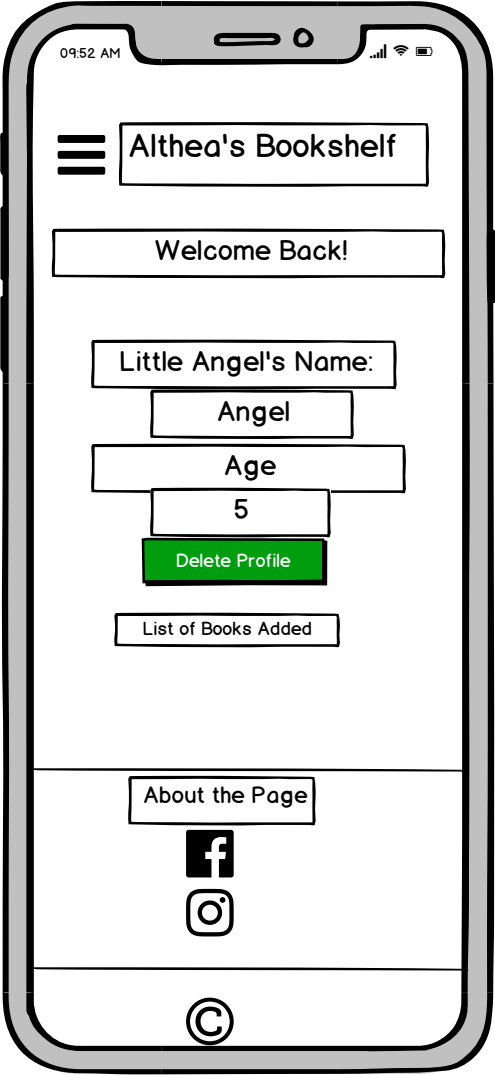 09:52 AM
Althea's Bookshelf
Welcome Back!
Little Angel's Name:
Angel
Age
5
Delete Profile
List of Books Added
About the Page
©